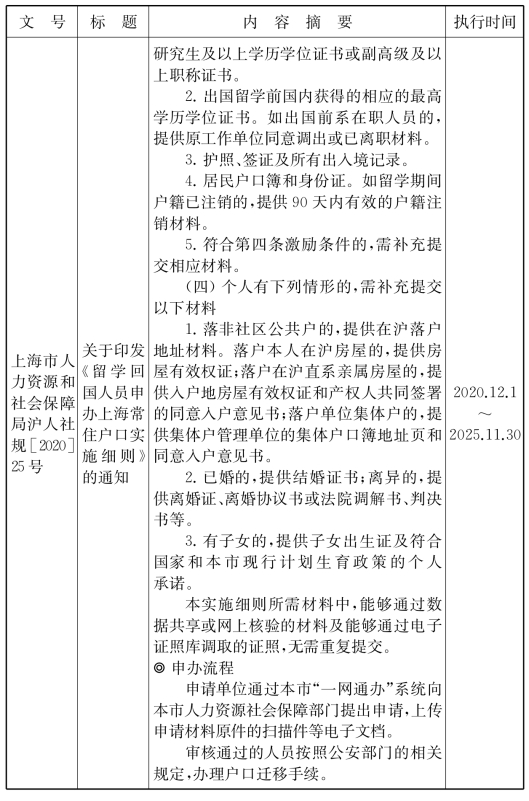 文　号
标　题
内　容　摘　要
执行时间
上海市人
力资源和
社会保障
局沪人社
规［2020］
25号
关于印发
《留学回
国人员申
办上海常
住户口实
施细则》
的通知
研究生及以上学历学位证书或副高级及以
上职称证书。
2. 出国留学前国内获得的相应的最高
学历学位证书。如出国前系在职人员的，
提供原工作单位同意调出或已离职材料。
3. 护照、签证及所有出入境记录。
4. 居民户口簿和身份证。如留学期间
户籍已注销的，提供 90 天内有效的户籍注
销材料。
5. 符合第四条激励条件的，需补充提
交相应材料。
（四）个人有下列情形的，需补充提交
以下材料
1. 落非社区公共户的，提供在沪落户
地址材料。落户本人在沪房屋的，提供房
屋有效权证；落户在沪直系亲属房屋的，提
供入户地房屋有效权证和产权人共同签署
的同意入户意见书；落户单位集体户的，提
供集体户管理单位的集体户口簿地址页和
同意入户意见书。
2. 已婚的，提供结婚证书；离异的，提
供离婚证、离婚协议书或法院调解书、判决
书等。
3. 有子女的，提供子女出生证及符合
国家和本市现行计划生育政策的个人
承诺。
本实施细则所需材料中，能够通过数
据共享或网上核验的材料及能够通过电子
证照库调取的证照，无需重复提交。
◎ 申办流程
申请单位通过本市“一网通办”系统向
本市人力资源社会保障部门提出申请，上传
申请材料原件的扫描件等电子文档。
审核通过的人员按照公安部门的相关
规定，办理户口迁移手续。
2020.12.1
～
2025.11.30